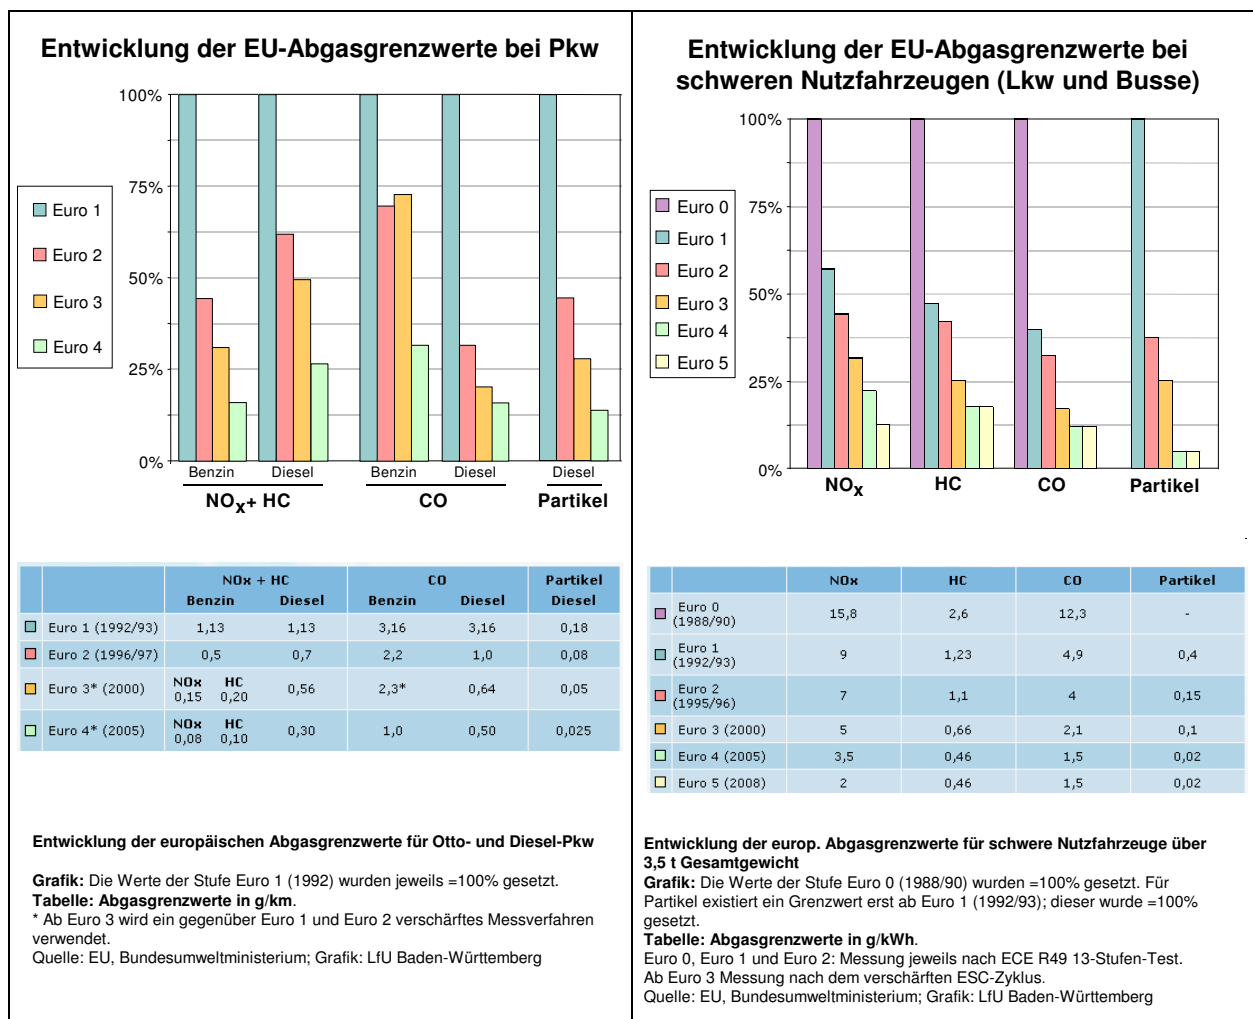 Entwicklung der EU-Abgasgrenzwerte bei Pkw
100%
75%
50%
25%
0%
Euro 1
Euro 2
Euro 3
Euro 4
Benzin Diesel Benzin Diesel Diesel
NOx+ HC CO Partikel
NOx + HC CO Partikel
Benzin Diesel Benzin Diesel Diesel
Euro 1 (1992/93) 1,13 1,13 3,16 3,16 0,18
Euro 2 (1996/97) 0,5 0,7 2,2 1,0 0,08
Euro 3* (2000) NOx HC 0,56 2,3* 0,64 0,05
0,15 0,20
Euro 4* (2005) NOx HC 0,30 1,0 0,50 0,025
0,08 0,10
Entwicklung der europäischen Abgasgrenzwerte für Otto- und Diesel-Pkw
Grafik: Die Werte der Stufe Euro 1 (1992) wurden jeweils =100% gesetzt.
Tabelle: Abgasgrenzwerte in g/km.
* Ab Euro 3 wird ein gegenüber Euro 1 und Euro 2 verschärftes Messverfahren
verwendet.
Quelle: EU, Bundesumweltministerium; Grafik: LfU Baden-Württemberg
Entwicklung der EU-Abgasgrenzwerte bei
schweren Nutzfahrzeugen (Lkw und Busse)
100%
75%
50%
25%
0%
Euro 0
Euro 1
Euro 2
Euro 3
Euro 4
Euro 5
NOx HC CO Partikel
NOx HC CO Partikel
Euro 0
(1988/90) 15,8 2,6 12,3 -
Euro 1
(1992/93) 9 1,23 4,9 0,4
Euro 2
(1995/96) 7 1,1 4 0,15
Euro 3 (2000) 5 0,66 2,1 0,1
Euro 4 (2005) 3,5 0,46 1,5 0,02
Euro 5 (2008) 2 0,46 1,5 0,02
Entwicklung der europ. Abgasgrenzwerte für schwere Nutzfahrzeuge über
3,5 t Gesamtgewicht
Grafik: Die Werte der Stufe Euro 0 (1988/90) wurden =100% gesetzt. Für
Partikel existiert ein Grenzwert erst ab Euro 1 (1992/93); dieser wurde =100%
gesetzt.
Tabelle: Abgasgrenzwerte in g/kWh.
Euro 0, Euro 1 und Euro 2: Messung jeweils nach ECE R49 13-Stufen-Test.
Ab Euro 3 Messung nach dem verschärften ESC-Zyklus.
Quelle: EU, Bundesumweltministerium; Grafik: LfU Baden-Württemberg